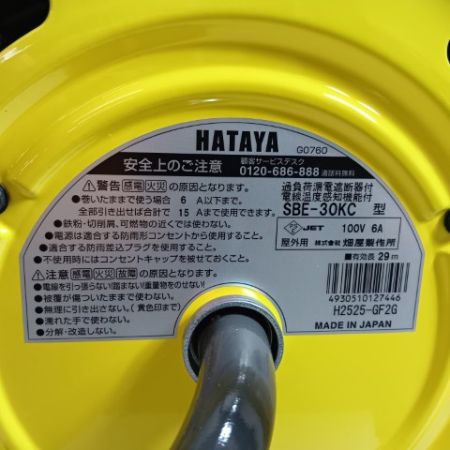 HATAYA
G0760
安全上のご注意
顧客サービスデスク
0120-686-888 通話料無料
警告 感電 火災 の原因となります。
●巻いたままで使う場合 6 A以下まで
全部引き出せば合計で 15 Aまで使用できます。
●鉄粉・切削屑、可燃物の近くでは使わない。
●電源は適合する防雨形コンセントから使用する。
●適合する防雨差込プラグを使用する。
●不使用時にはコンセントキャップを被せておくこと。
注意 感電 火災 故障 の原因となります。
●電線を引っ張らない!踏まない!重量物をのせない!
●被覆が傷ついたままで使わない。
●無理に引き出さない。(黄色印まで)
●濡れた手で使わない。
●分解・改造しない。
過負荷漏電遮断器付
電線温度感知機能付
SBE-30KC 型
PSE JET 100V 6A
屋外用 株式会社 畑屋製作所
■有効長 29m
4930510127446
H2525-GF2G
MADE IN JAPAN